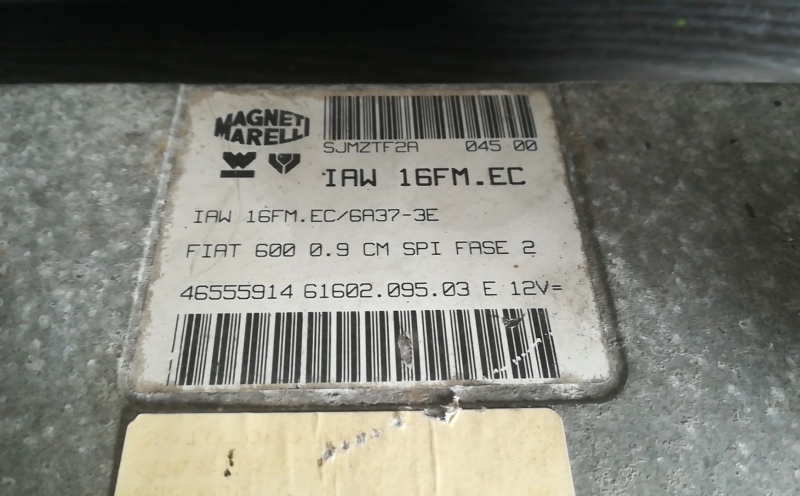 MAGNETI
MARELLI
SJMZTF2A 045 00
IAW 16FM.EC
IAW 16FM.EC/6A37-3E
FIAT 600 0.9 CM SPI FASE 2
46555914 61602.095.03 E 12V=